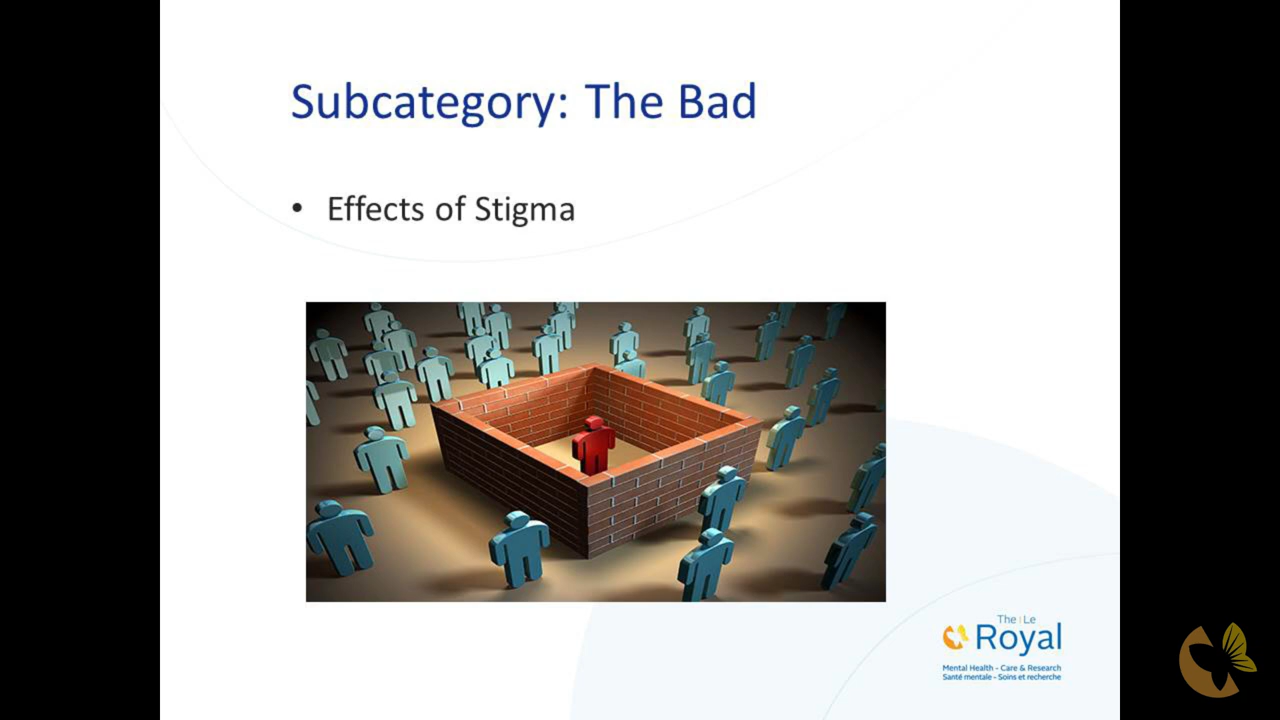 Subcategory: The Bad
• Effects of Stigma
The | Le
Royal
Mental Health - Care & Research
Santé mentale - Soins et recherche